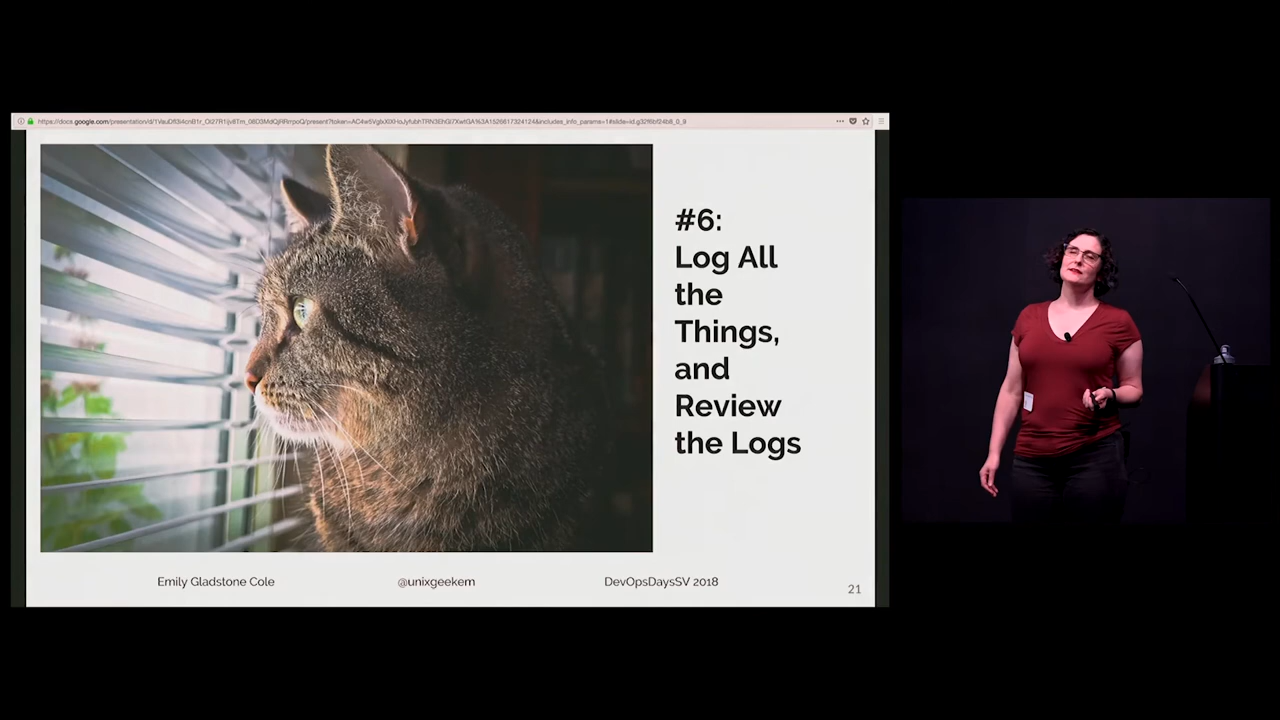 #6:
Log All
the
Things,
and
Review
the Logs
Emily Gladstone Cole
@unixgeekem
DevOpsDaysSV 2018
21